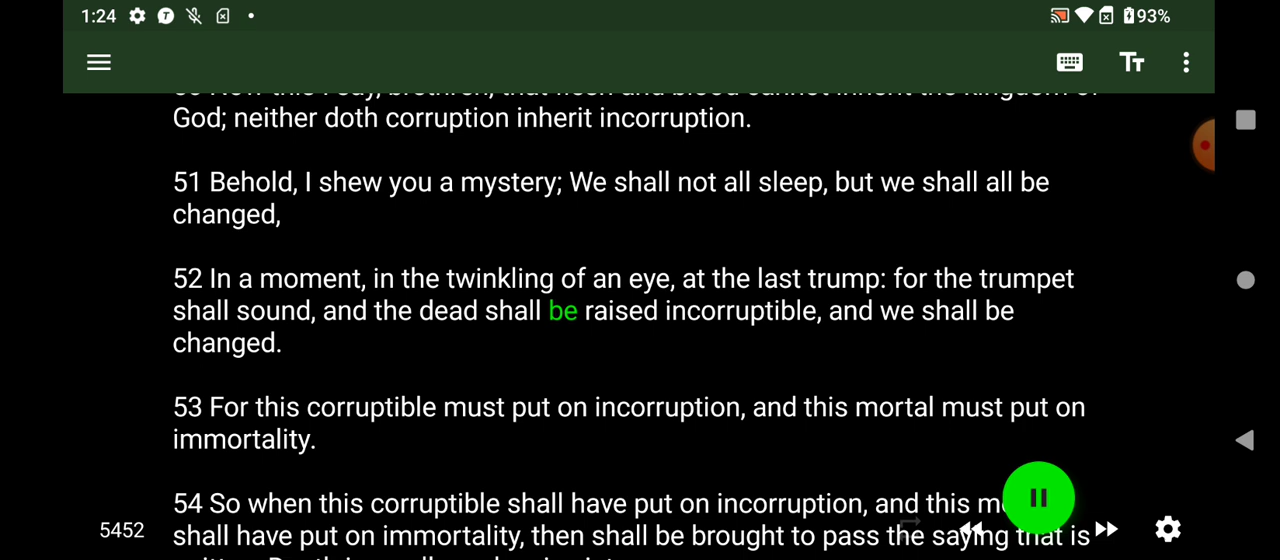 1:24
93%
Tт
God; neither doth corruption inherit incorruption.
51 Behold, I shew you a mystery; We shall not all sleep, but we shall all be
changed,
52 In a moment, in the twinkling of an eye, at the last trump: for the trumpet
shall sound, and the dead shall be raised incorruptible, and we shall be
changed.
53 For this corruptible must put on incorruption, and this mortal must put on
immortality.
54 So when this corruptible shall have put on incorruption, and this
shall have put on immortality, then shall be brought to pass the saying that is
5452